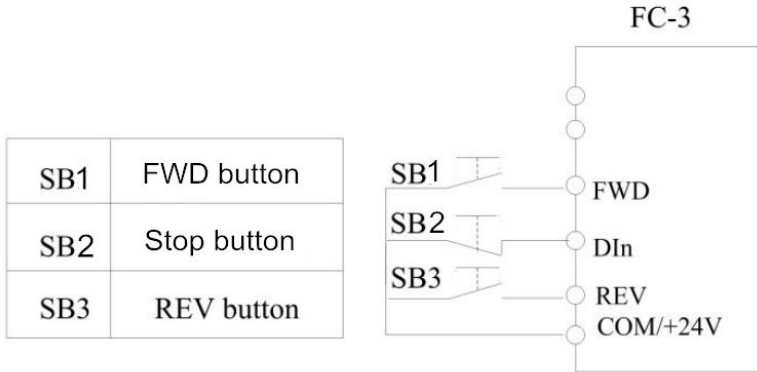 FC-3
SB1 FWD button
SB2 Stop button
SB3 REV button
SB1
FWD
SB2
DIn
SB3
REV
COM/+24V